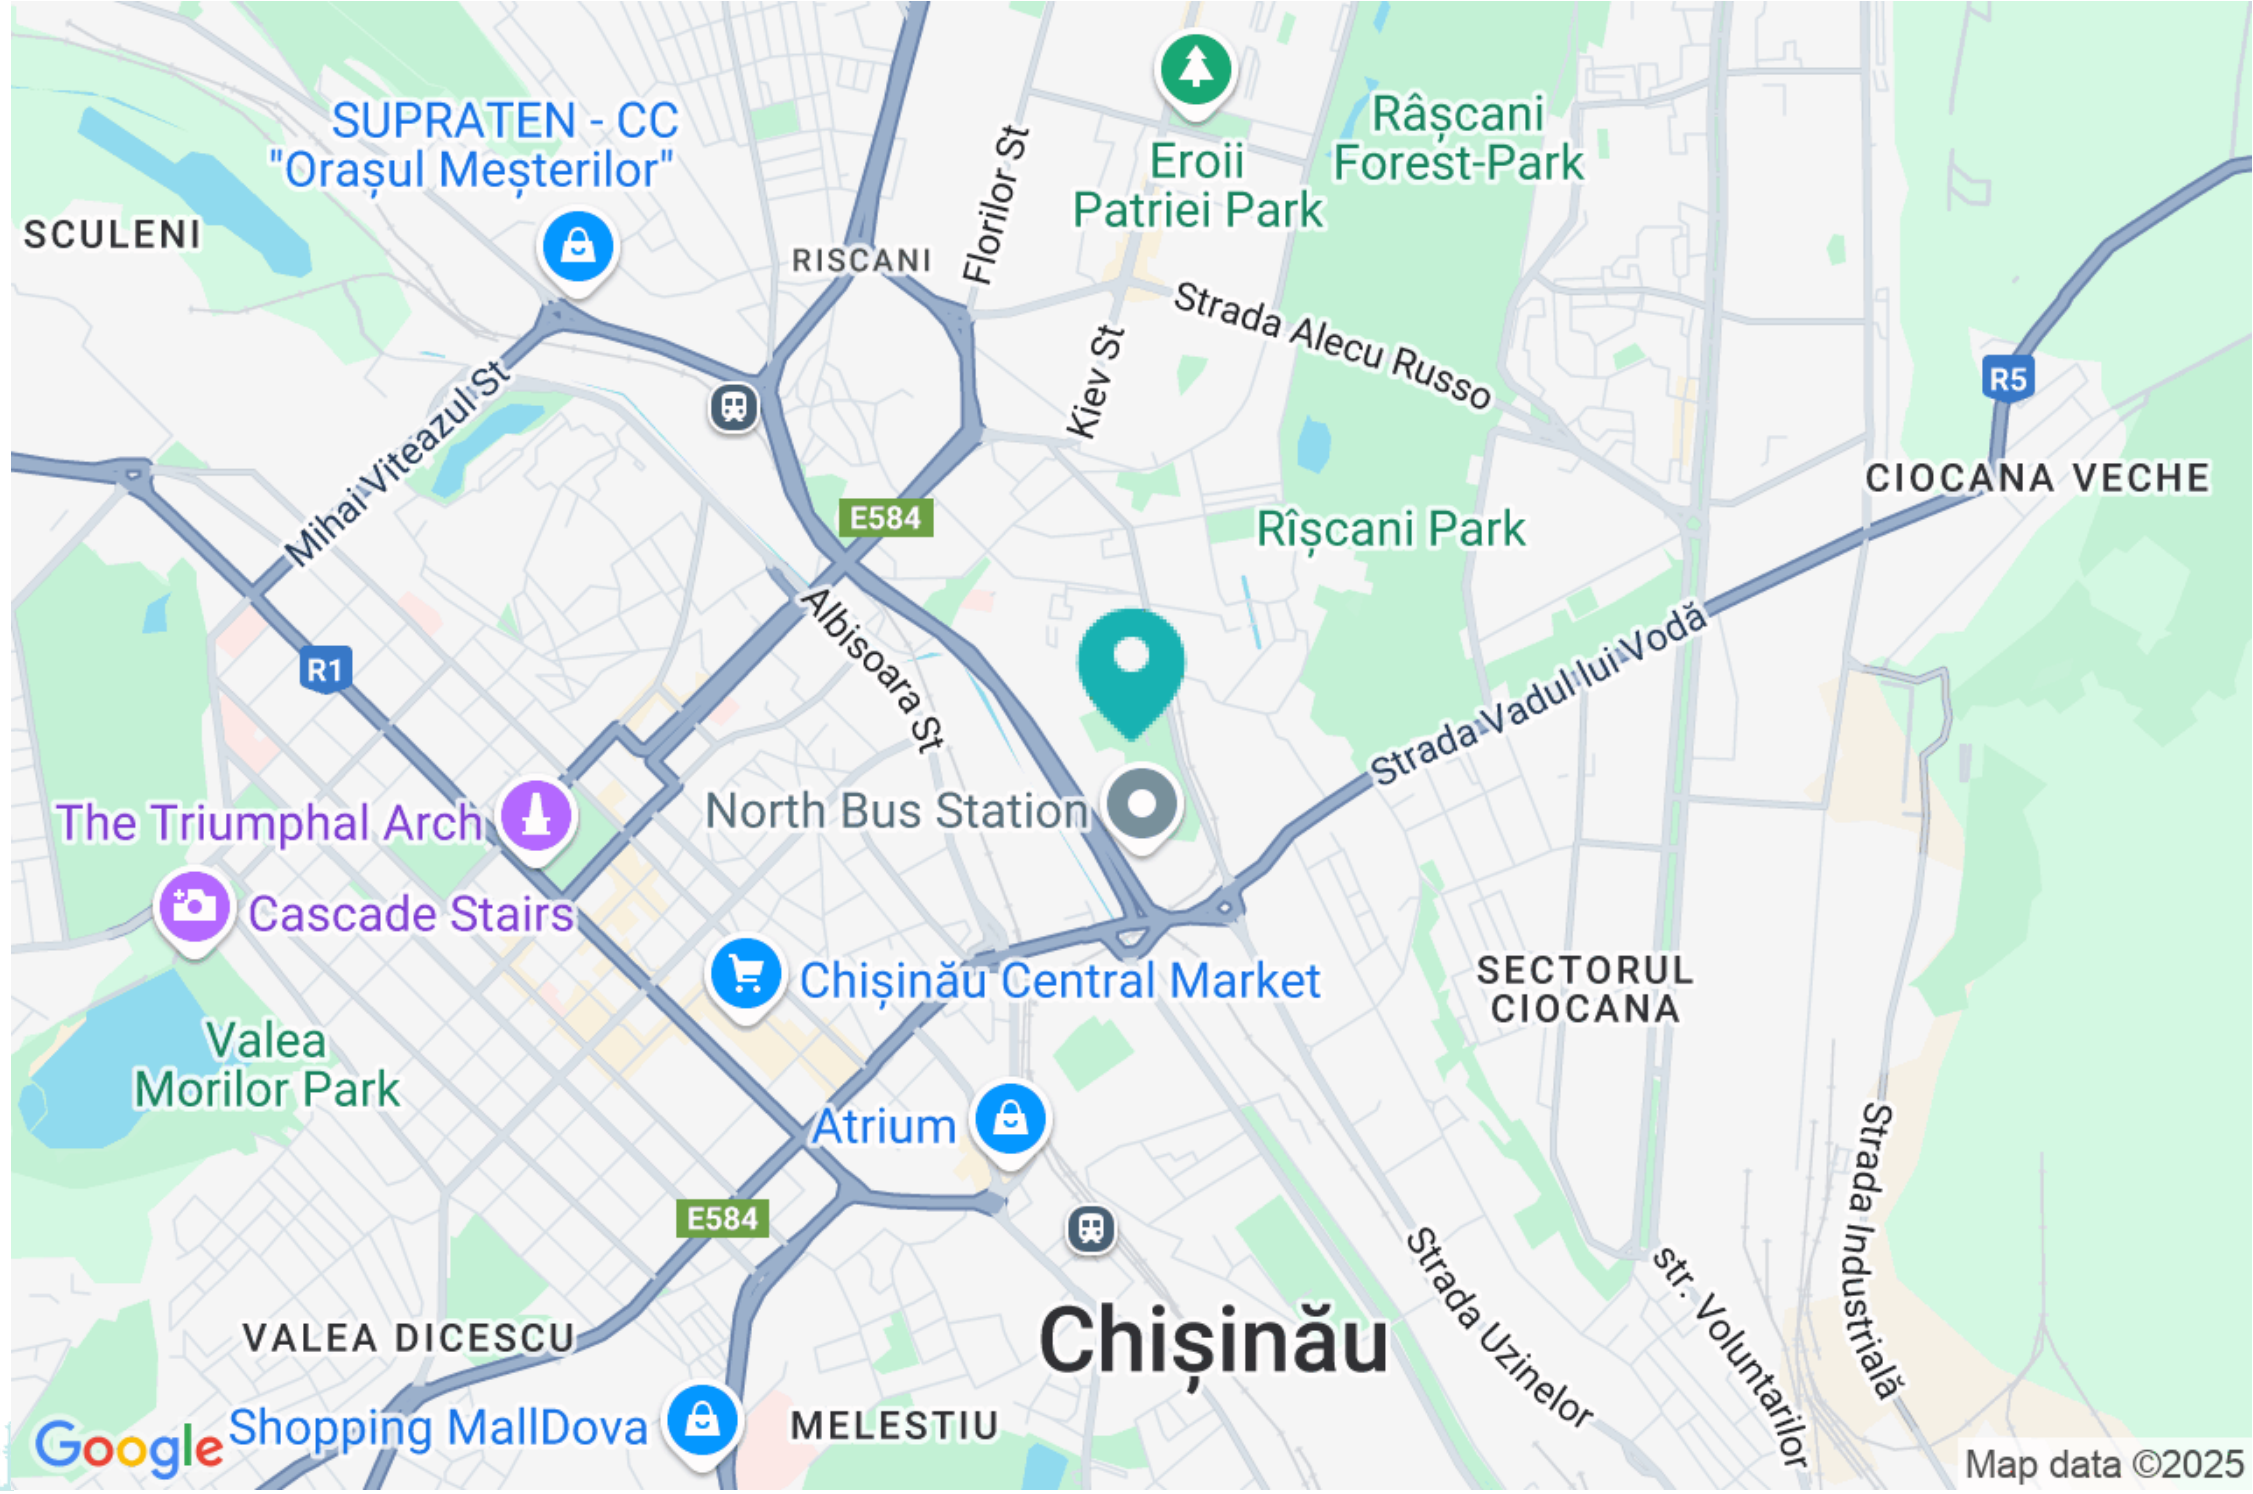 SUPRATEN - CC
"Orașul Meșterilor"
SCULENI
RISCANI
Florilor St
Eroii
Patriei Park
Râșcani
Forest-Park
Strada Alecu Russo
Kiev St
R5
Mihai Viteazul St
CIOCANA VECHE
E584
Rîșcani Park
R1
Albisoara St
Strada Vadul lui Vodă
The Triumphal Arch
North Bus Station
Cascade Stairs
Chișinău Central Market
SECTORUL
CIOCANA
Valea
Morilor Park
Atrium
E584
Strada Industrială
Strada Uzinelor
str. Voluntarilor
VALEA DICESCU
Chișinău
Shopping MallDova
MELESTIU
Google
Map data ©2025